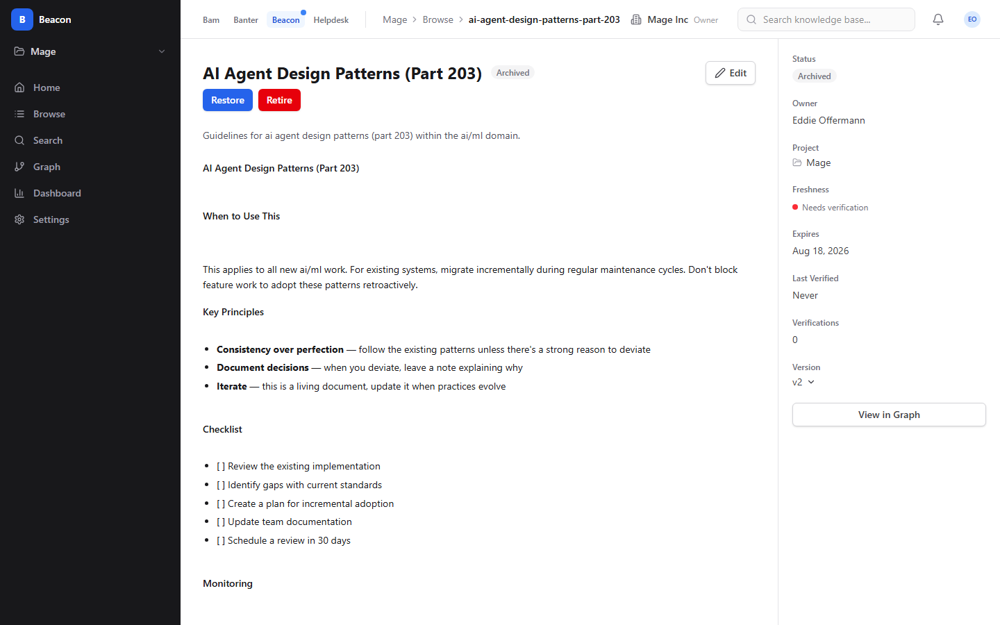 B Beacon
Mage
Home
Browse
Search
Graph
Dashboard
Settings
Bam Banter Beacon Helpdesk Mage Browse ai-agent-design-patterns-part-203 Mage Inc Owner Search knowledge base... EO
AI Agent Design Patterns (Part 203) Archived
Edit
Restore Retire
Guidelines for ai agent design patterns (part 203) within the ai/ml domain.
AI Agent Design Patterns (Part 203)
When to Use This
This applies to all new ai/ml work. For existing systems, migrate incrementally during regular maintenance cycles. Don't block
feature work to adopt these patterns retroactively.
Key Principles
• Consistency over perfection — follow the existing patterns unless there's a strong reason to deviate
• Document decisions — when you deviate, leave a note explaining why
• Iterate — this is a living document, update it when practices evolve
Checklist
• [ ] Review the existing implementation
• [ ] Identify gaps with current standards
• [ ] Create a plan for incremental adoption
• [ ] Update team documentation
• [ ] Schedule a review in 30 days
Monitoring
Status
Archived
Owner
Eddie Offermann
Project
Mage
Freshness
Needs verification
Expires
Aug 18, 2026
Last Verified
Never
Verifications
0
Version
v2
View in Graph